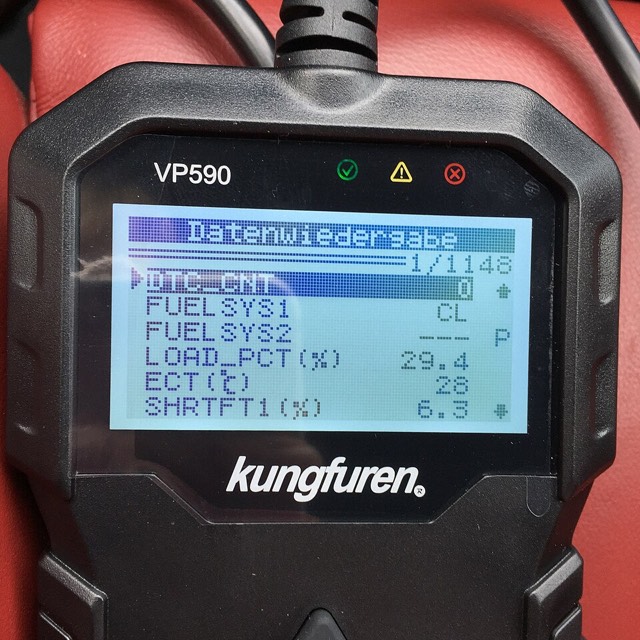 VP590
Datenwiedergabe
1/1148
DTC_CNT 0
FUELSYS1 CL
FUELSYS2 ---
P
LOAD_PCT(%) 29.4
ECT(℃) 28
SHRTFT1(%) 6.3
kungfuren®